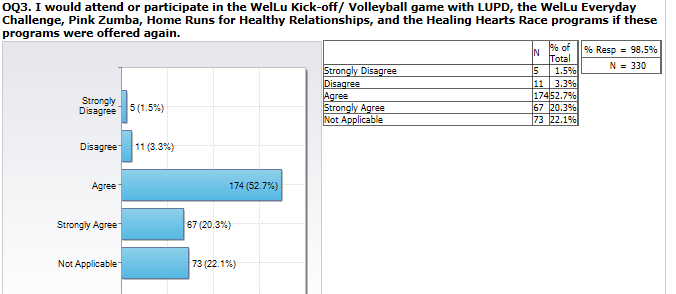 OQ3. I would attend or participate in the WelLu Kick-off/ Volleyball game with LUPD, the WelLu Everyday
Challenge, Pink Zumba, Home Runs for Healthy Relationships, and the Healing Hearts Race programs if these
programs were offered again.
N % of Total
Strongly Disagree 5 1.5%
Disagree 11 3.3%
Agree 174 52.7%
Strongly Agree 67 20.3%
Not Applicable 73 22.1%
% Resp = 98.5%
N = 330
Strongly Disagree 5 (1.5%)
Disagree 11 (3.3%)
Agree 174 (52.7%)
Strongly Agree 67 (20.3%)
Not Applicable 73 (22.1%)